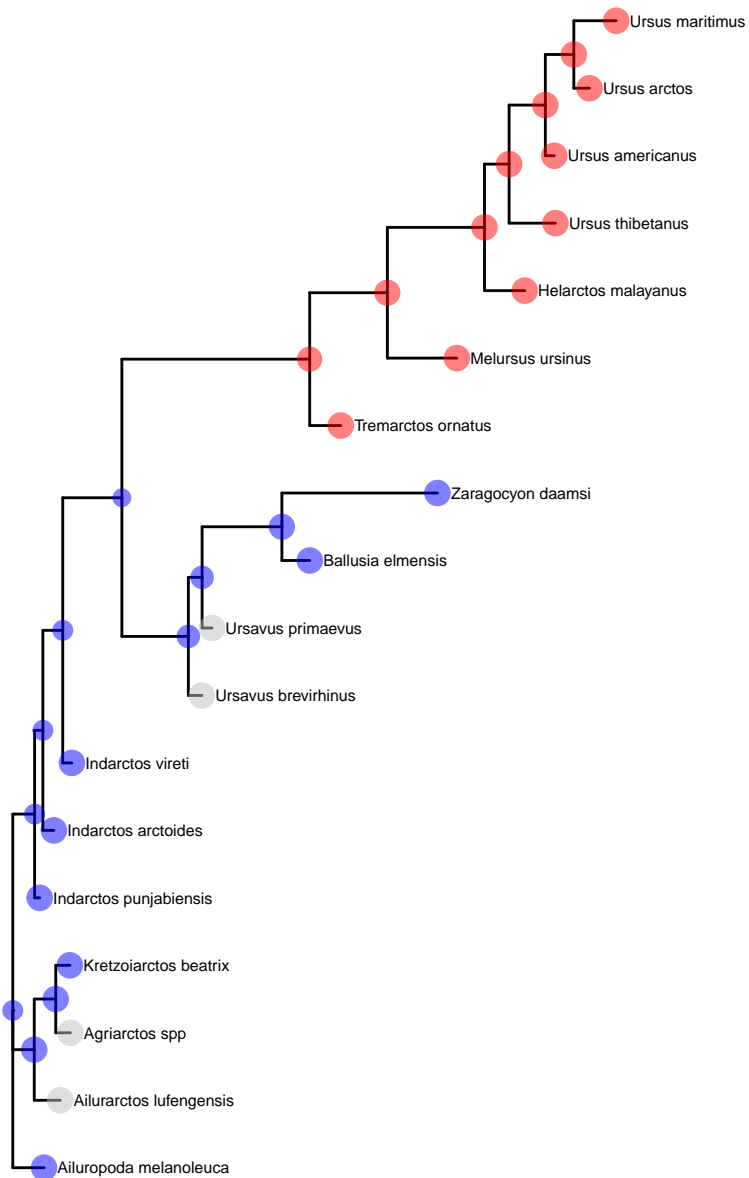 Ursus maritimus
Ursus arctos
Ursus americanus
Ursus thibetanus
Helarctos malayanus
Melursus ursinus
Tremarctos ornatus
Zaragocyon daamsi
Ballusia elmensis
Ursavus primaevus
Ursavus brevirhinus
Indarctos vireti
Indarctos arctoides
Indarctos punjabiensis
Kretzoiarctos beatrix
Agriarctos spp
Ailurarctos lufengensis
Ailuropoda melanoleuca